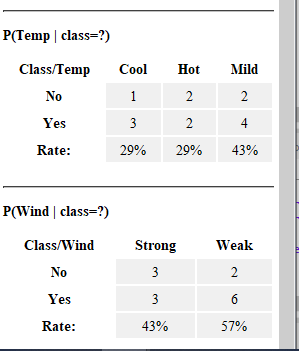 P(Temp | class=?)
Class/Temp Cool Hot Mild
No 1 2 2
Yes 3 2 4
Rate: 29% 29% 43%
P(Wind | class=?)
Class/Wind Strong Weak
No 3 2
Yes 3 6
Rate: 43% 57%